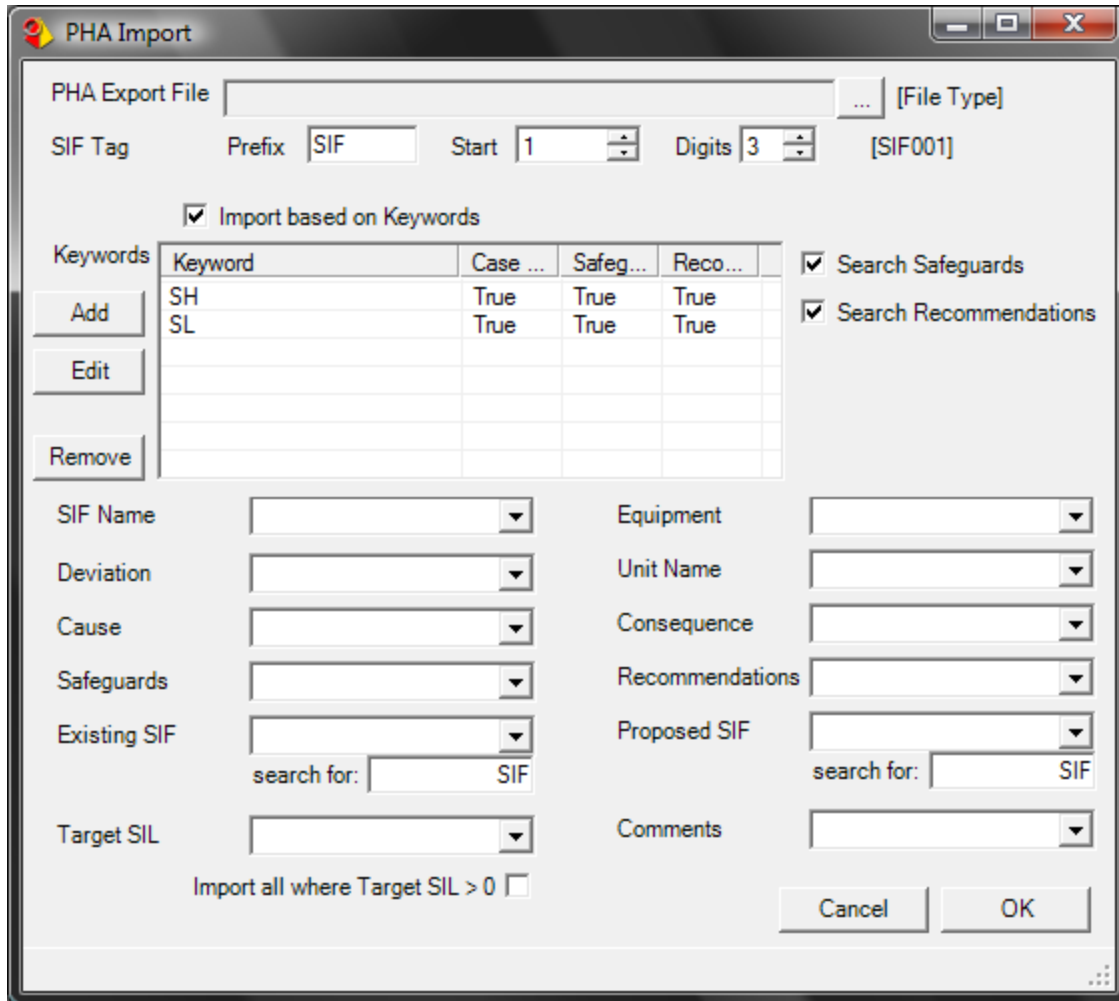 PHA Import
PHA Export File ... [File Type]
SIF Tag Prefix SIF Start 1 Digits 3 [SIF001]
Import based on Keywords
Keywords Keyword Case ... Safeg... Reco... Search Safeguards
Add SH True True True Search Recommendations
SL True True True
Edit
Remove
SIF Name Equipment
Deviation Unit Name
Cause Consequence
Safeguards Recommendations
Existing SIF Proposed SIF
search for: SIF search for: SIF
Target SIL Comments
Import all where Target SIL > 0
Cancel OK